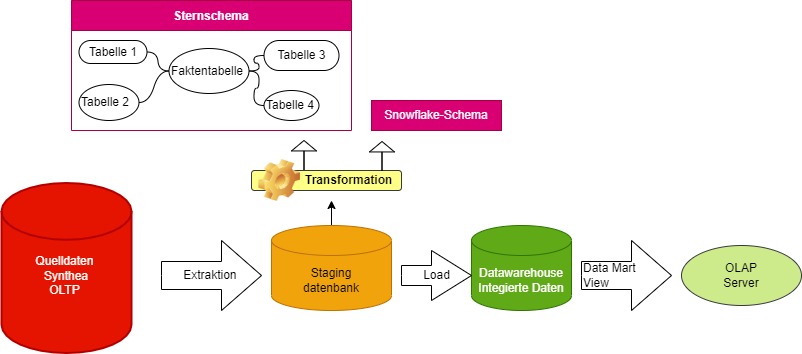 Sternschema
Tabelle 1
Tabelle 3
Faktentabelle
Tabelle 2
Tabelle 4
Snowflake-Schema
Transformation
Quelldaten
Synthea
OLTP
Extraktion
Staging
datenbank
Load
Datawarehouse
Integierte Daten
Data Mart
View
OLAP
Server